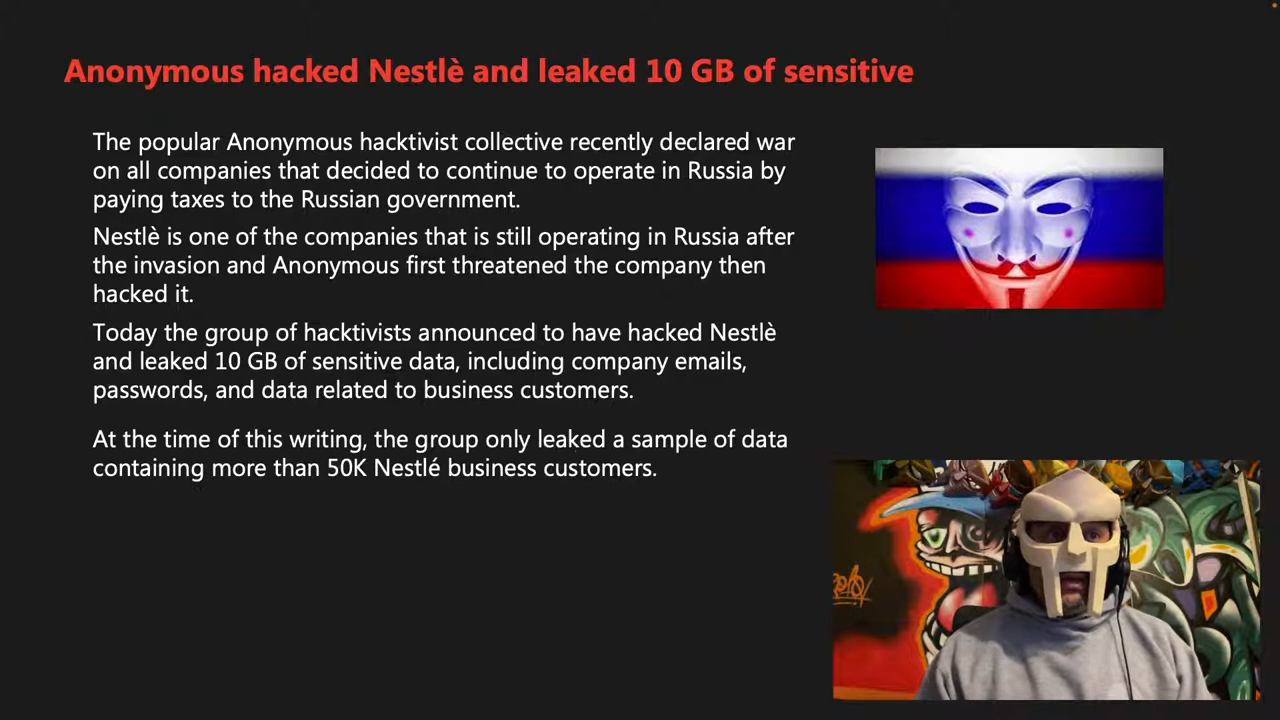 Anonymous hacked Nestlè and leaked 10 GB of sensitive
The popular Anonymous hacktivist collective recently declared war
on all companies that decided to continue to operate in Russia by
paying taxes to the Russian government.
Nestlè is one of the companies that is still operating in Russia after
the invasion and Anonymous first threatened the company then
hacked it.
Today the group of hacktivists announced to have hacked Nestlè
and leaked 10 GB of sensitive data, including company emails,
passwords, and data related to business customers.
At the time of this writing, the group only leaked a sample of data
containing more than 50K Nestlé business customers.